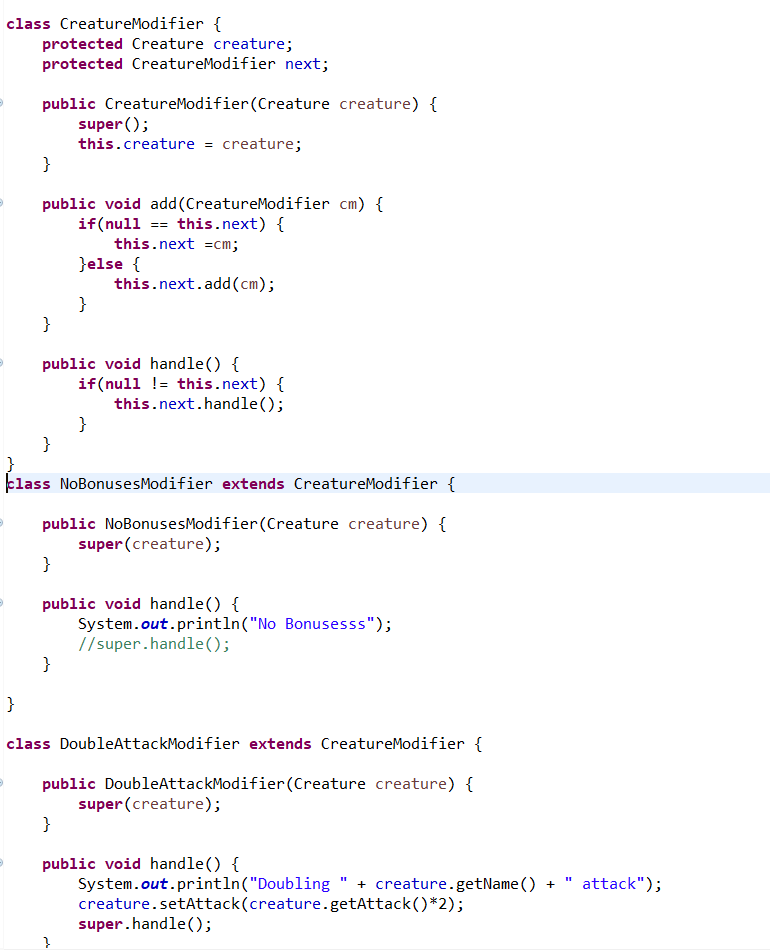 class CreatureModifier {
    protected Creature creature;
    protected CreatureModifier next;

    public CreatureModifier(Creature creature) {
        super();
        this.creature = creature;
    }

    public void add(CreatureModifier cm) {
        if(null == this.next) {
            this.next =cm;
        }else {
            this.next.add(cm);
        }
    }

    public void handle() {
        if(null != this.next) {
            this.next.handle();
        }
    }
}
class NoBonusesModifier extends CreatureModifier {

    public NoBonusesModifier(Creature creature) {
        super(creature);
    }

    public void handle() {
        System.out.println("No Bonusesss");
        //super.handle();
    }

}

class DoubleAttackModifier extends CreatureModifier {

    public DoubleAttackModifier(Creature creature) {
        super(creature);
    }

    public void handle() {
        System.out.println("Doubling " + creature.getName() + " attack");
        creature.setAttack(creature.getAttack()*2);
        super.handle();
    }